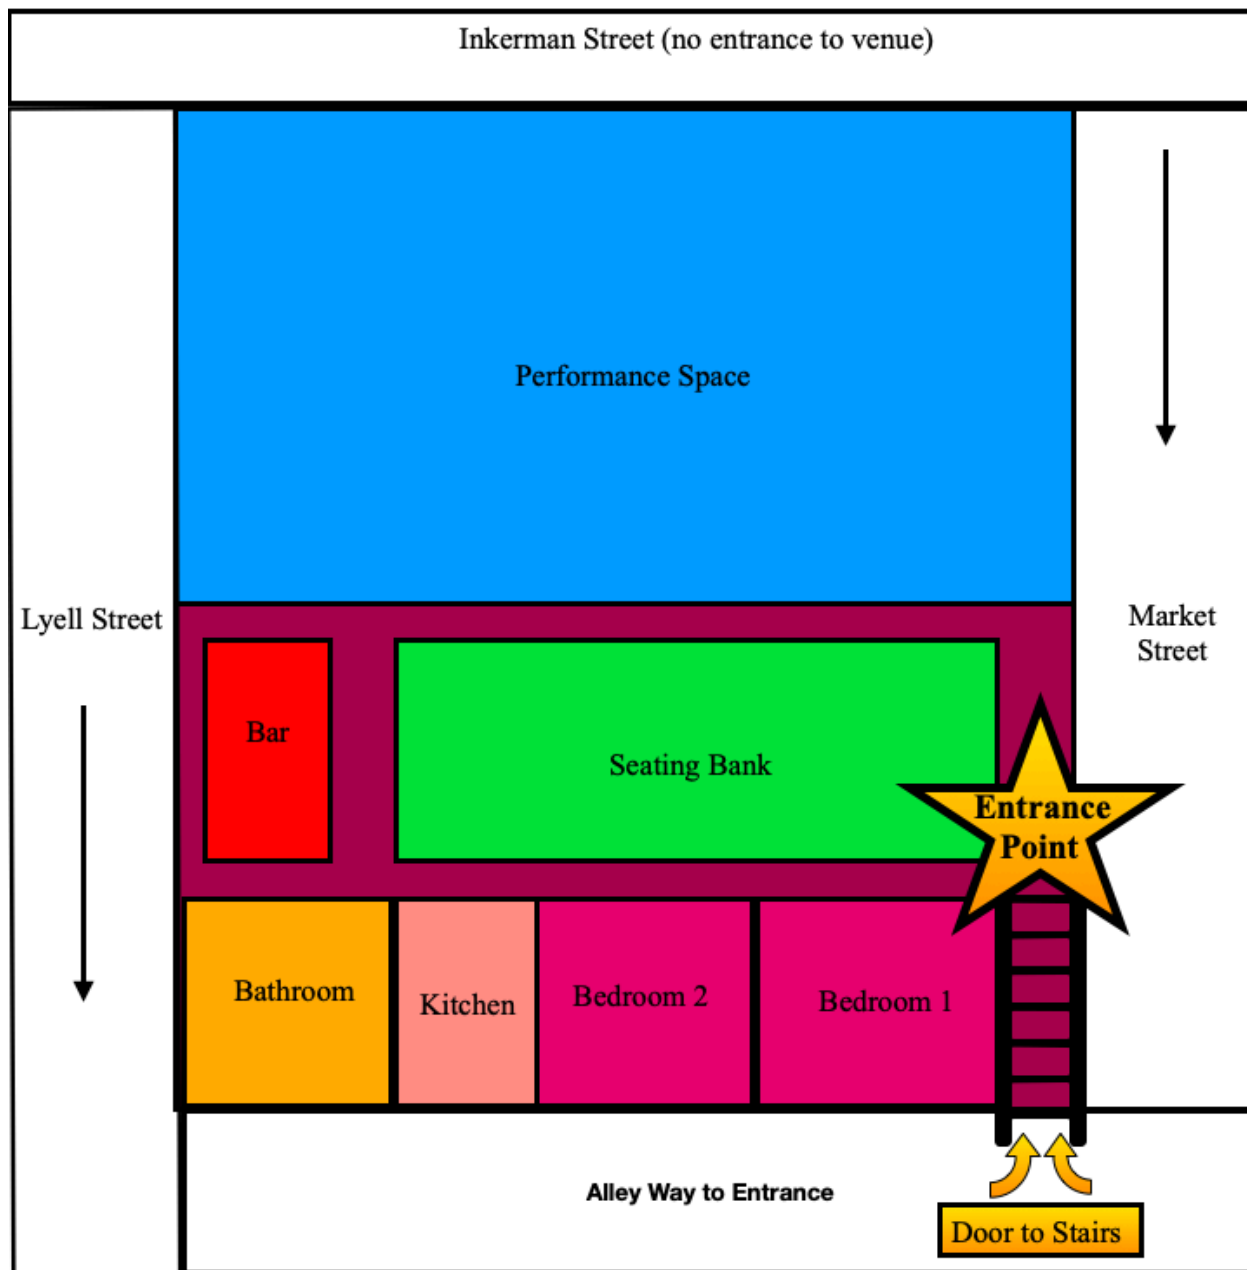 Inkerman Street (no entrance to venue)
Performance Space
Lyell Street
Market
Street
Bar
Seating Bank
Entrance
Point
Bathroom
Kitchen
Bedroom 2
Bedroom 1
Alley Way to Entrance
Door to Stairs